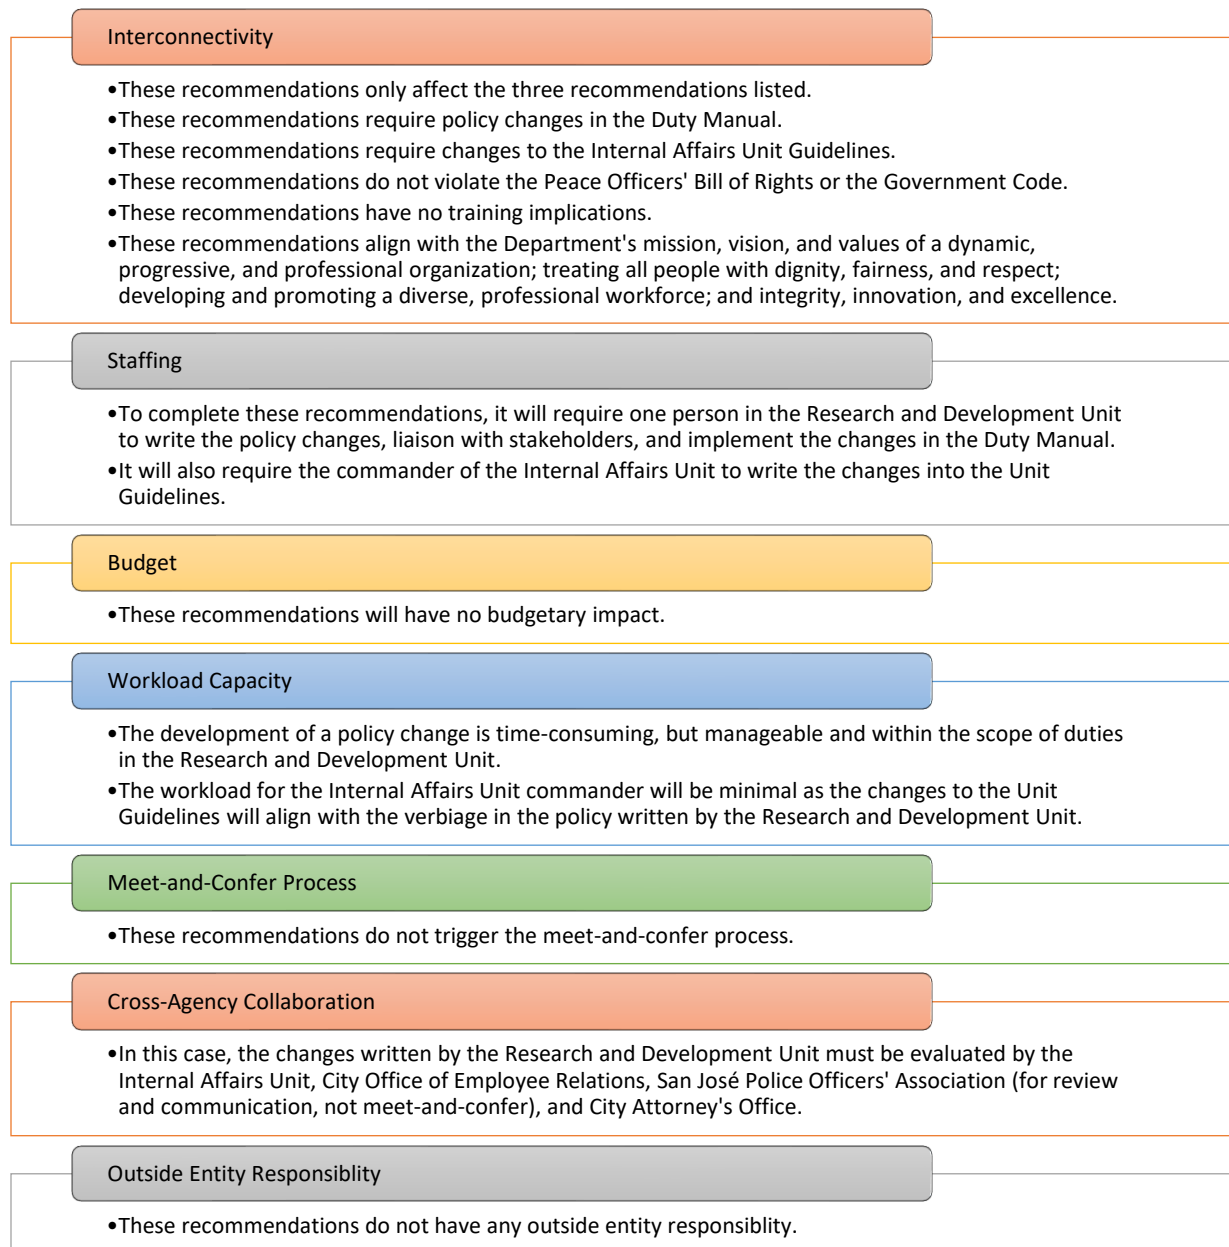 Interconnectivity
•These recommendations only affect the three recommendations listed.
•These recommendations require policy changes in the Duty Manual.
•These recommendations require changes to the Internal Affairs Unit Guidelines.
•These recommendations do not violate the Peace Officers' Bill of Rights or the Government Code.
•These recommendations have no training implications.
•These recommendations align with the Department's mission, vision, and values of a dynamic,
progressive, and professional organization; treating all people with dignity, fairness, and respect;
developing and promoting a diverse, professional workforce; and integrity, innovation, and excellence.
Staffing
•To complete these recommendations, it will require one person in the Research and Development Unit
to write the policy changes, liaison with stakeholders, and implement the changes in the Duty Manual.
•It will also require the commander of the Internal Affairs Unit to write the changes into the Unit
Guidelines.
Budget
•These recommendations will have no budgetary impact.
Workload Capacity
•The development of a policy change is time-consuming, but manageable and within the scope of duties
in the Research and Development Unit.
•The workload for the Internal Affairs Unit commander will be minimal as the changes to the Unit
Guidelines will align with the verbiage in the policy written by the Research and Development Unit.
Meet-and-Confer Process
•These recommendations do not trigger the meet-and-confer process.
Cross-Agency Collaboration
•In this case, the changes written by the Research and Development Unit must be evaluated by the
Internal Affairs Unit, City Office of Employee Relations, San José Police Officers' Association (for review
and communication, not meet-and-confer), and City Attorney's Office.
Outside Entity Responsiblity
•These recommendations do not have any outside entity responsiblity.